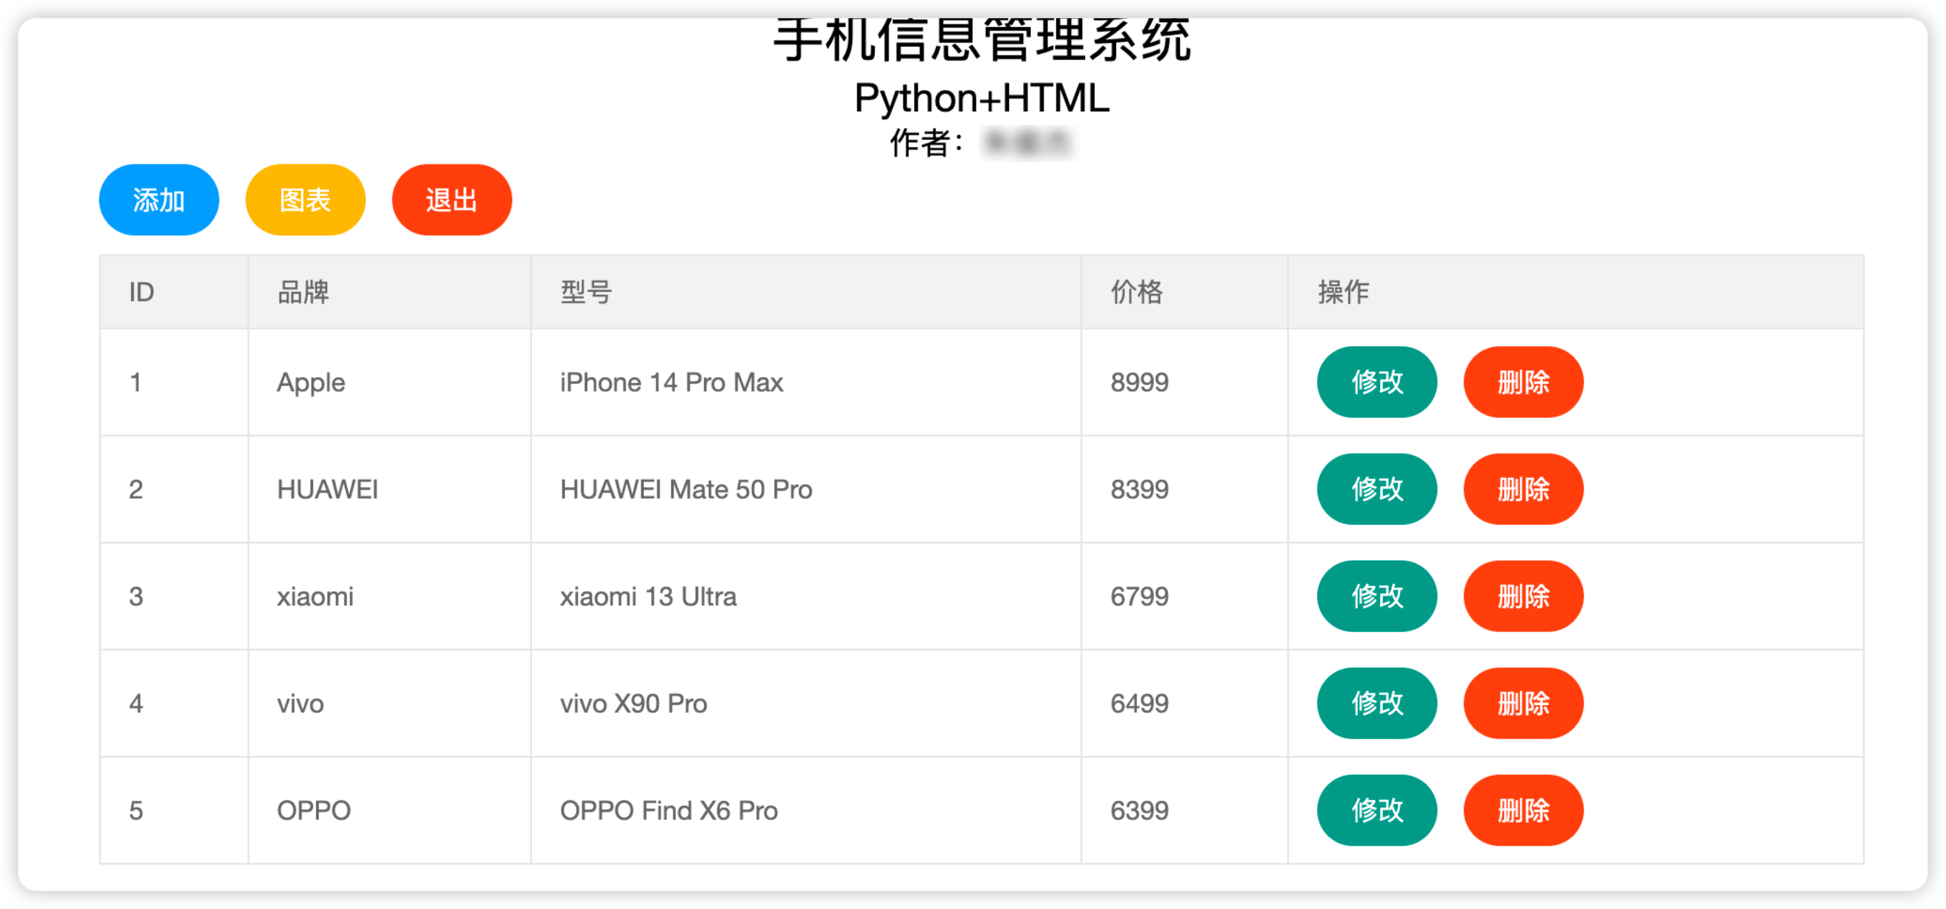 手机信息管理系统
Python+HTML
作者：
添加 图表 退出
ID 品牌 型号 价格 操作
1 Apple iPhone 14 Pro Max 8999 修改 删除
2 HUAWEI HUAWEI Mate 50 Pro 8399 修改 删除
3 xiaomi xiaomi 13 Ultra 6799 修改 删除
4 vivo vivo X90 Pro 6499 修改 删除
5 OPPO OPPO Find X6 Pro 6399 修改 删除